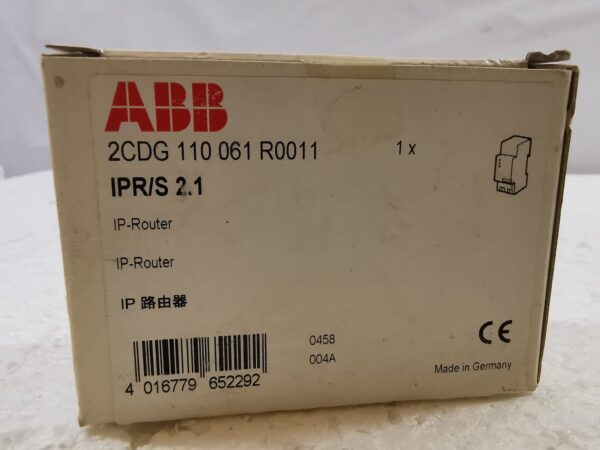 ABB
2CDG 110 061 R0011 1 x
IPR/S 2.1
IP-Router
IP-Router
IP 路由器
0458
004A
4 016779 652292
CE
Made in Germany